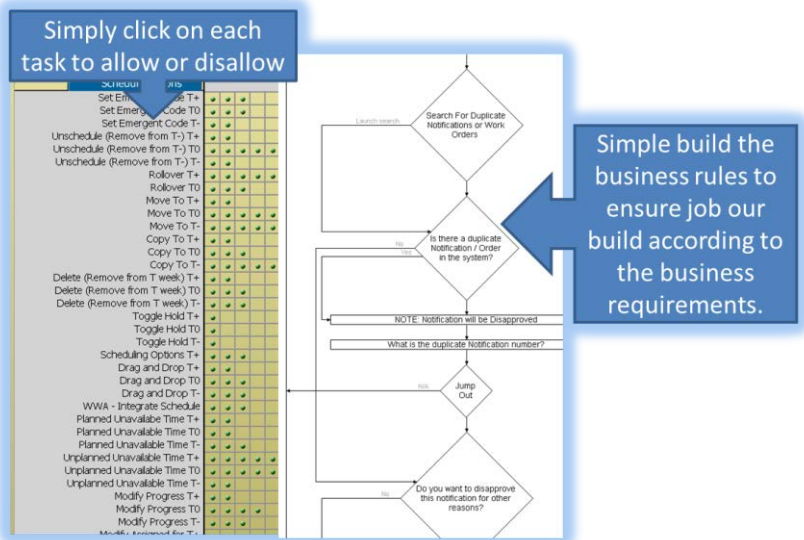 Simply click on each
task to allow or disallow
Set Emergent Code T+
Set Emergent Code T0
Set Emergent Code T-
Unschedule (Remove from T-) T+
Unschedule (Remove from T-) T0
Unschedule (Remove from T-) T-
Rollover T+
Rollover T0
Move To T+
Move To T0
Move To T-
Copy To T+
Copy To T0
Copy To T-
Delete (Remove from T week) T+
Delete (Remove from T week) T0
Delete (Remove from T week) T-
Toggle Hold T+
Toggle Hold T0
Toggle Hold T-
Scheduling Options T+
Drag and Drop T+
Drag and Drop T0
Drag and Drop T-
WWA - Integrate Schedule
Planned Unavailabe Time T+
Planned Unavailable Time T0
Planned Unavailable Time T-
Unplanned Unavailable Time T+
Unplanned Unavailable Time T0
Unplanned Unavailable Time T-
Modify Progress T+
Modify Progress T0
Modify Progress T-
Modify Assigned for T+
Launch search
Search For Duplicate
Notifications or Work
Orders
No
Yes
Is there a duplicate
Notification / Order
in the system?
NOTE: Notification will be Disapproved
What is the duplicate Notification number?
N/A
Jump
Out
No
Do you want to disapprove
this notification for other
reasons?
Simple build the
business rules to
ensure job our
build according to
the business
requirements.